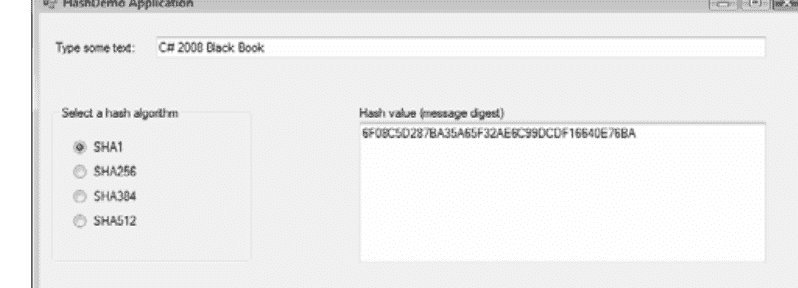 HashDemo Application
Type some text: C# 2008 Black Book
Select a hash algorithm
Hash value (message digest)
6F08C5D287BA35A65F32AE6C99DCDF16640E76BA
SHA1
SHA256
SHA384
SHA512